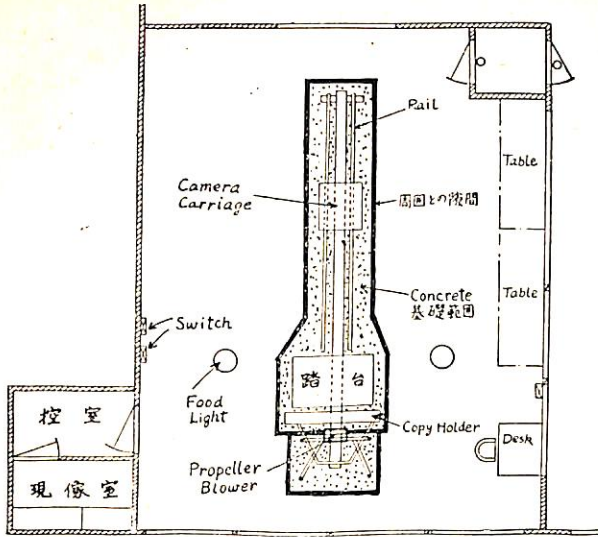 Rail
Table
Camera
Carriage
周囲との隙間
Concrete
基礎範囲
Table
Switch
踏台
Food
Light
控室
Copy Holder
Desk
Propeller
Blower
現像室